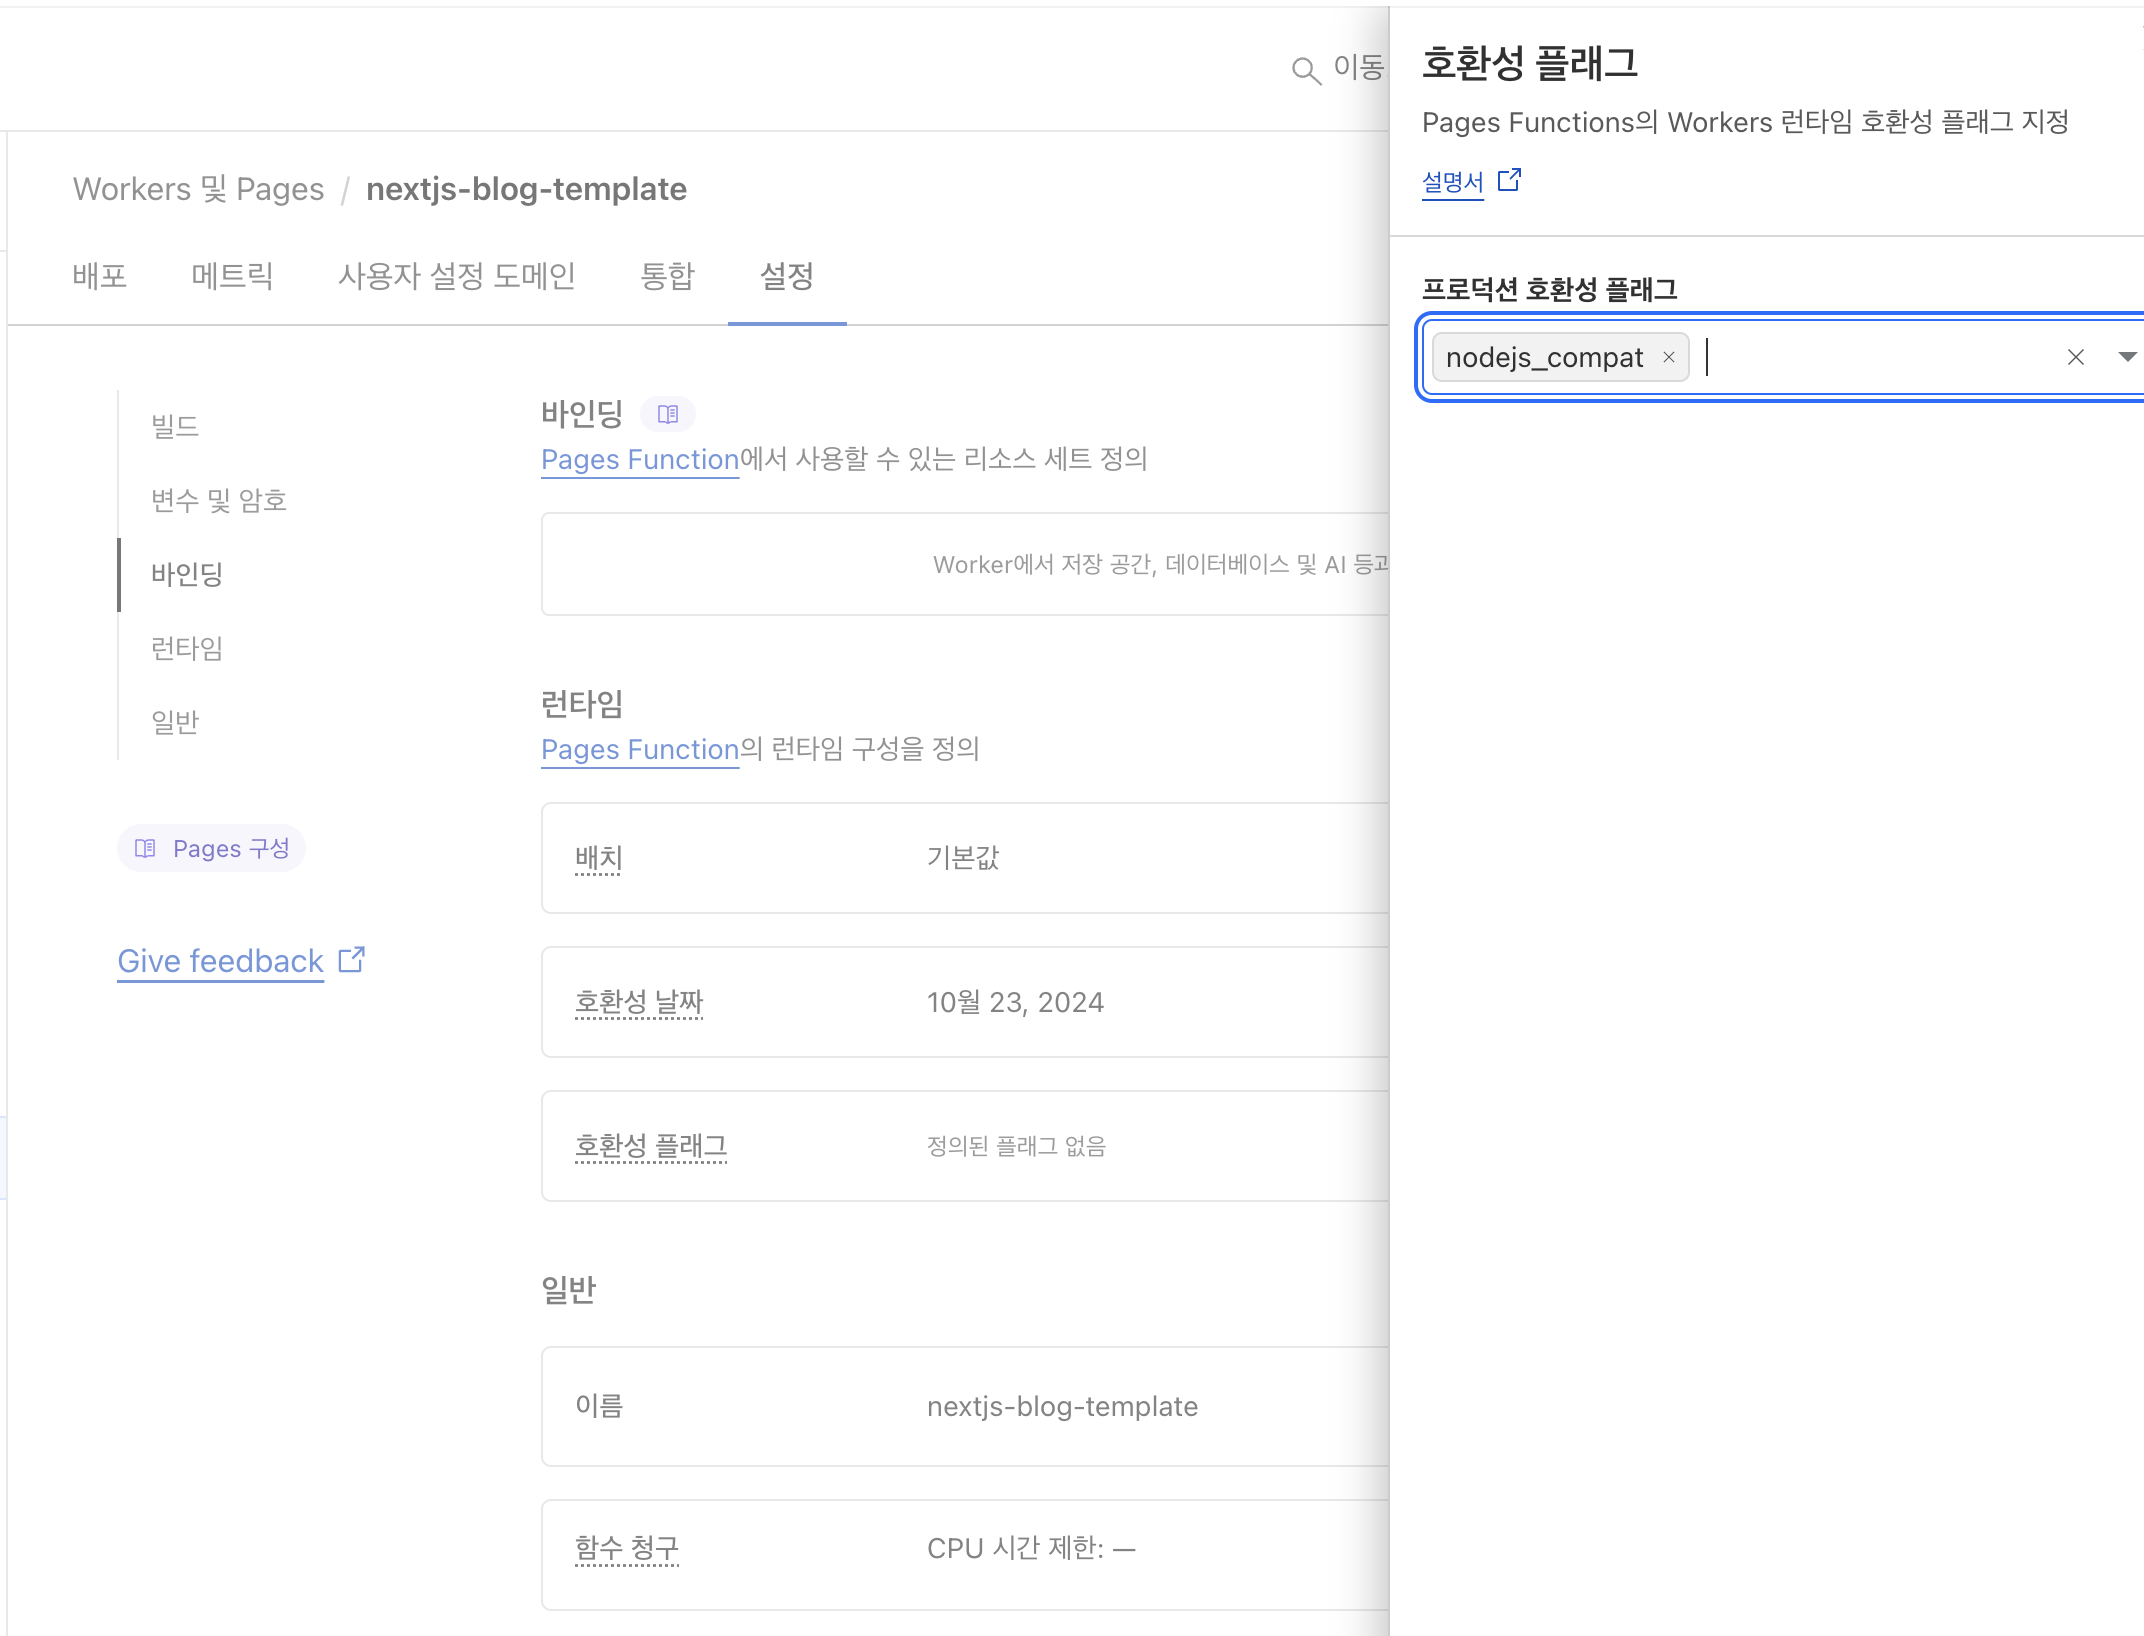 이동
Workers 및 Pages / nextjs-blog-template
배포 메트릭 사용자 설정 도메인 통합 설정
빌드
변수 및 암호
바인딩
런타임
일반
Pages 구성
Give feedback
바인딩
Pages Function에서 사용할 수 있는 리소스 세트 정의
Worker에서 저장 공간, 데이터베이스 및 AI 등과
런타임
Pages Function의 런타임 구성을 정의
배치 기본값
호환성 날짜 10월 23, 2024
호환성 플래그 정의된 플래그 없음
일반
이름 nextjs-blog-template
함수 청구 CPU 시간 제한: —
호환성 플래그
Pages Functions의 Workers 런타임 호환성 플래그 지정
설명서
프로덕션 호환성 플래그
nodejs_compat